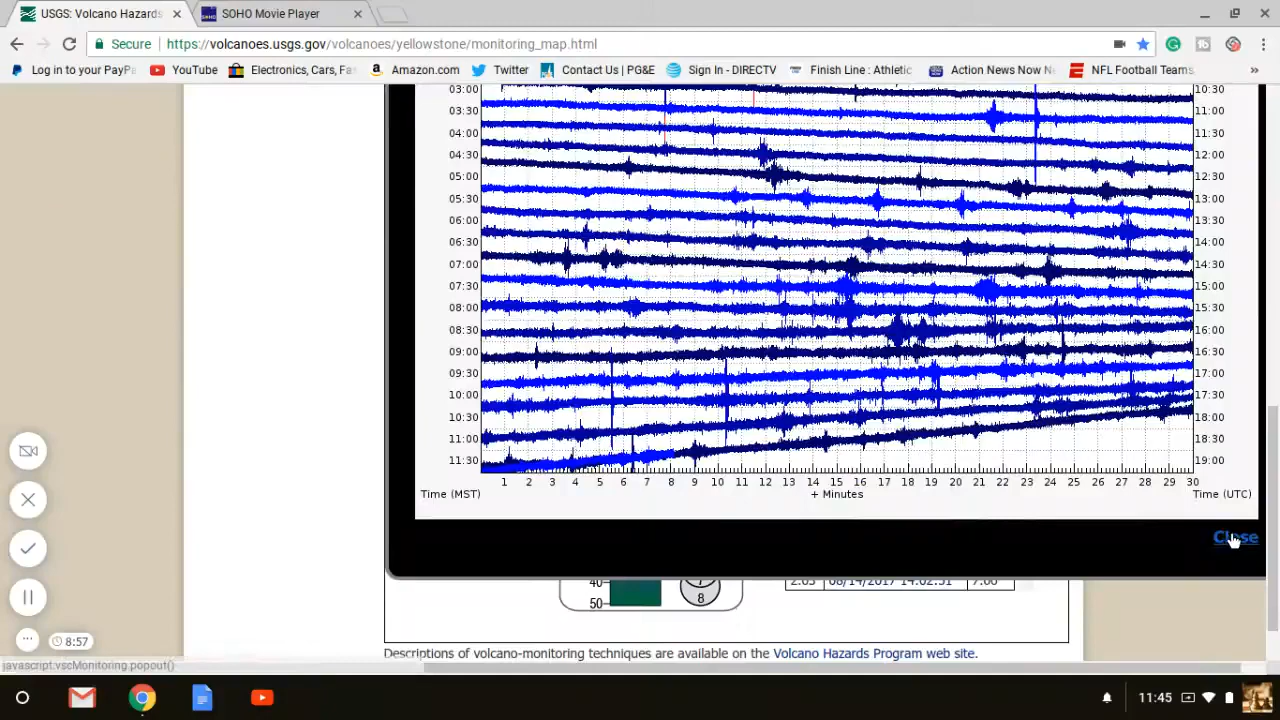 USGS: Volcano Hazards
SOHO Movie Player
Secure https://volcanoes.usgs.gov/volcanoes/yellowstone/monitoring_map.html
Log in to your PayPa YouTube Electronics, Cars, Fa Amazon.com Twitter Contact Us | PG&E Sign In - DIRECTV Finish Line : Athletic Action News Now N NFL Football Teams »
03:00 10:30
03:30 11:00
04:00 11:30
04:30 12:00
05:00 12:30
05:30 13:00
06:00 13:30
06:30 14:00
07:00 14:30
07:30 15:00
08:00 15:30
08:30 16:00
09:00 16:30
09:30 17:00
10:00 17:30
10:30 18:00
11:00 18:30
11:30 19:00
1 2 3 4 5 6 7 8 9 10 11 12 13 14 15 16 17 18 19 20 21 22 23 24 25 26 27 28 29 30
Time (MST) + Minutes Time (UTC)
Close
40
50
8
2.05 08/14/2017 14:02:51 7.00
8:57
Descriptions of volcano-monitoring techniques are available on the Volcano Hazards Program web site.
javascript:vscMonitoring.popout()
11:45